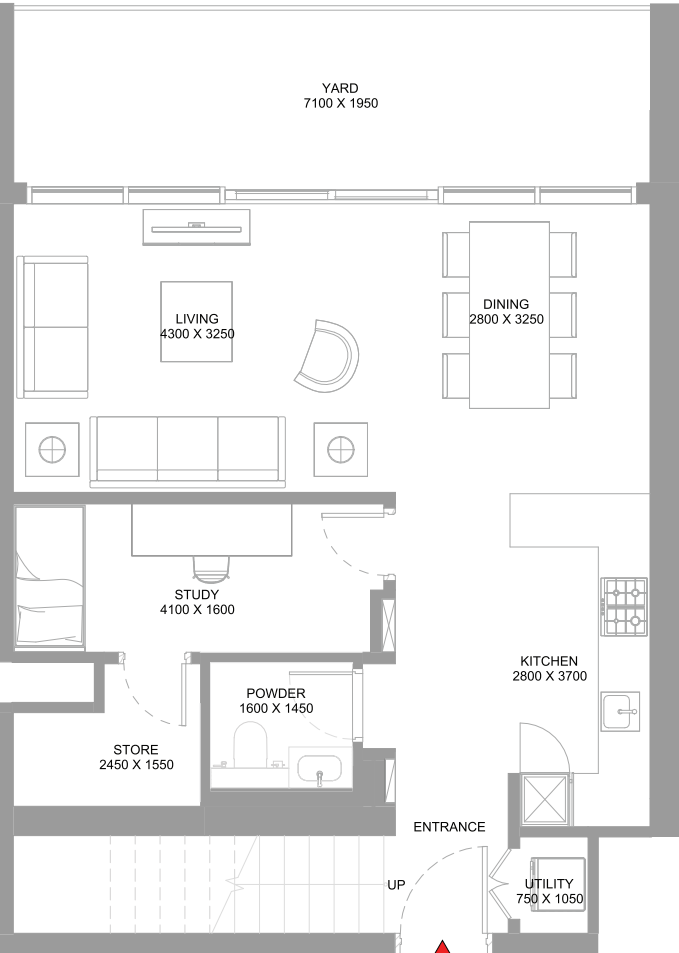 YARD
7100 X 1950
LIVING
4300 X 3250
DINING
2800 X 3250
STUDY
4100 X 1600
KITCHEN
2800 X 3700
POWDER
1600 X 1450
STORE
2450 X 1550
ENTRANCE
UP
UTILITY
750 X 1050